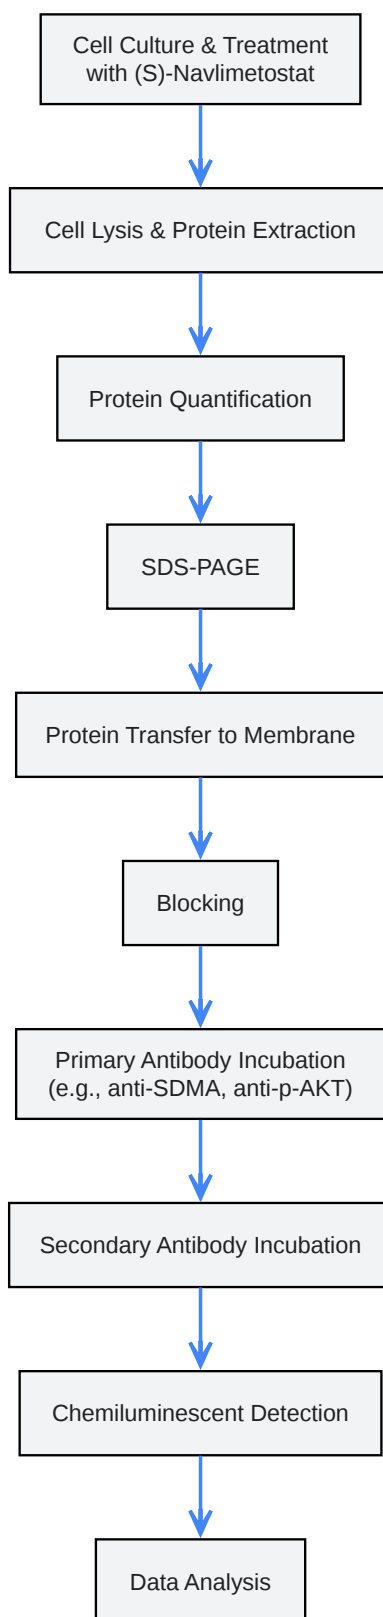 Cell Culture & Treatment
with (S)-Navlimetostat
Cell Lysis & Protein Extraction
Protein Quantification
SDS-PAGE
Protein Transfer to Membrane
Blocking
Primary Antibody Incubation
(e.g., anti-SDMA, anti-p-AKT)
Secondary Antibody Incubation
Chemiluminescent Detection
Data Analysis